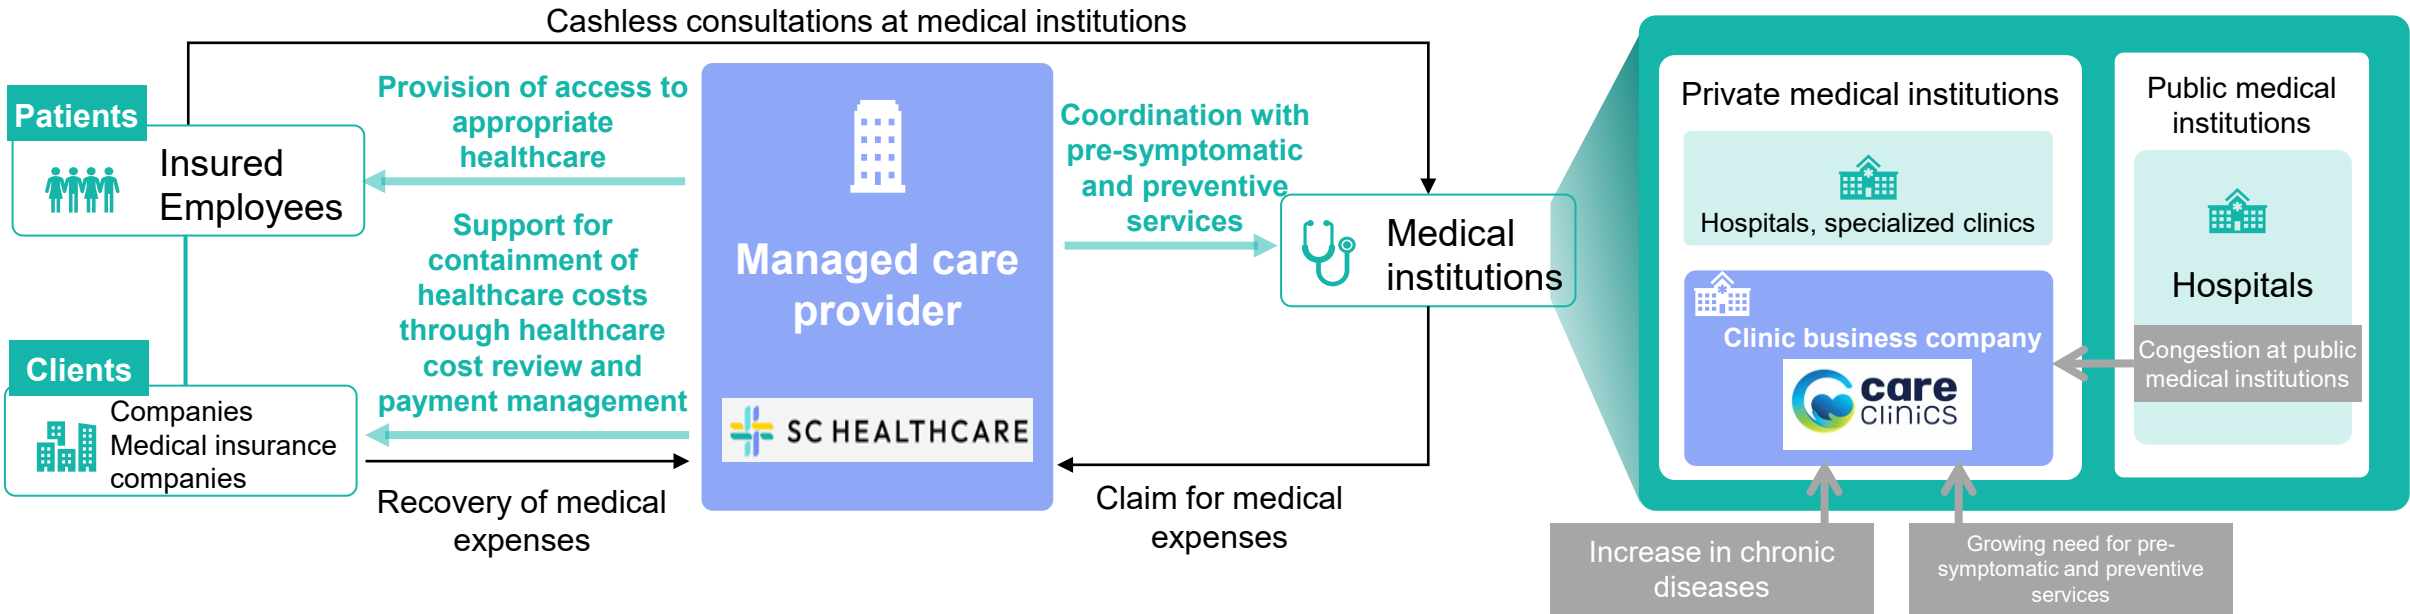 Cashless consultations at medical institutions
Patients
Insured
Employees
Provision of access to
appropriate
healthcare
Support for
containment of
healthcare costs
through healthcare
cost review and
payment management
Clients
Companies
Medical insurance
companies
Recovery of medical
expenses
Managed care
provider
SC HEALTHCARE
Coordination with
pre-symptomatic
and preventive
services
Medical
institutions
Claim for medical
expenses
Private medical institutions
Hospitals, specialized clinics
Clinic business company
care
clinics
Public medical
institutions
Hospitals
Congestion at public
medical institutions
Increase in chronic
diseases
Growing need for pre-
symptomatic and preventive
services